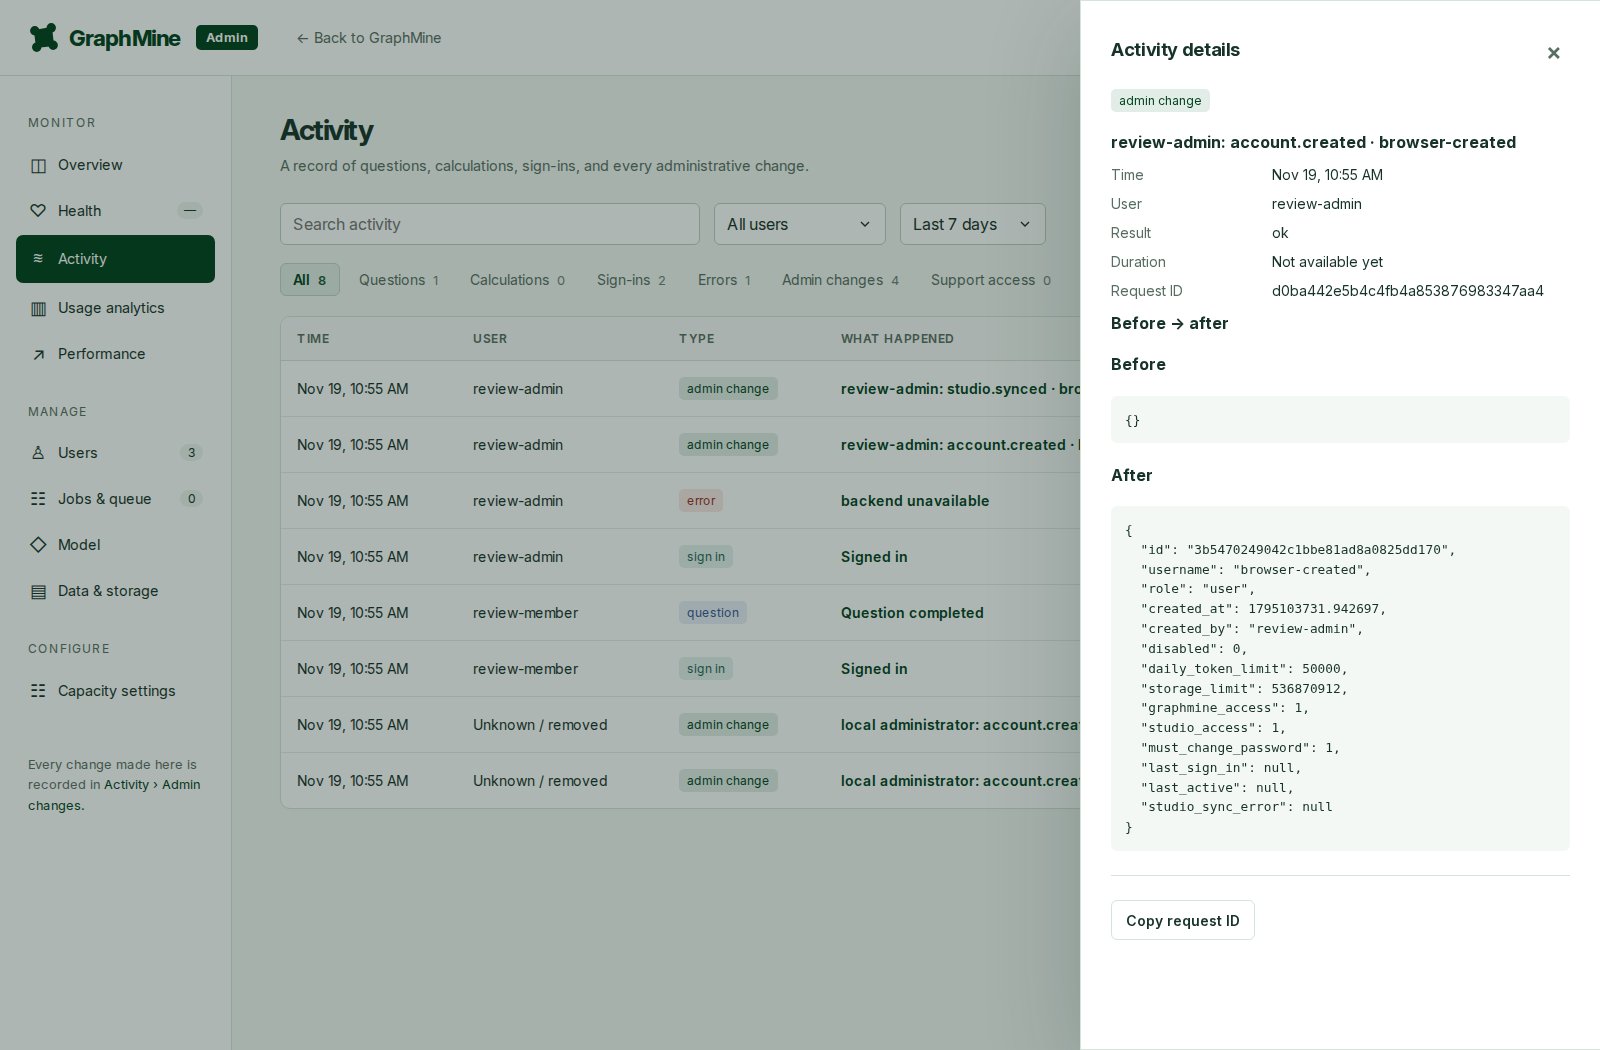 GraphMine Admin ← Back to GraphMine
MONITOR
Overview
Health —
Activity
Usage analytics
Performance
MANAGE
Users 3
Jobs & queue 0
Model
Data & storage
CONFIGURE
Capacity settings
Every change made here is
recorded in Activity › Admin
changes.
Activity
A record of questions, calculations, sign-ins, and every administrative change.
Search activity All users Last 7 days
All 8 Questions 1 Calculations 0 Sign-ins 2 Errors 1 Admin changes 4 Support access 0
TIME USER TYPE WHAT HAPPENED
Nov 19, 10:55 AM review-admin admin change review-admin: studio.synced · bro
Nov 19, 10:55 AM review-admin admin change review-admin: account.created ·
Nov 19, 10:55 AM review-admin error backend unavailable
Nov 19, 10:55 AM review-admin sign in Signed in
Nov 19, 10:55 AM review-member question Question completed
Nov 19, 10:55 AM review-member sign in Signed in
Nov 19, 10:55 AM Unknown / removed admin change local administrator: account.crea
Nov 19, 10:55 AM Unknown / removed admin change local administrator: account.crea
Activity details ×
admin change
review-admin: account.created · browser-created
Time Nov 19, 10:55 AM
User review-admin
Result ok
Duration Not available yet
Request ID d0ba442e5b4c4fb4a853876983347aa4
Before → after
Before
{}
After
{
"id": "3b5470249042c1bbe81ad8a0825dd170",
"username": "browser-created",
"role": "user",
"created_at": 1795103731.942697,
"created_by": "review-admin",
"disabled": 0,
"daily_token_limit": 50000,
"storage_limit": 536870912,
"graphmine_access": 1,
"studio_access": 1,
"must_change_password": 1,
"last_sign_in": null,
"last_active": null,
"studio_sync_error": null
}
Copy request ID